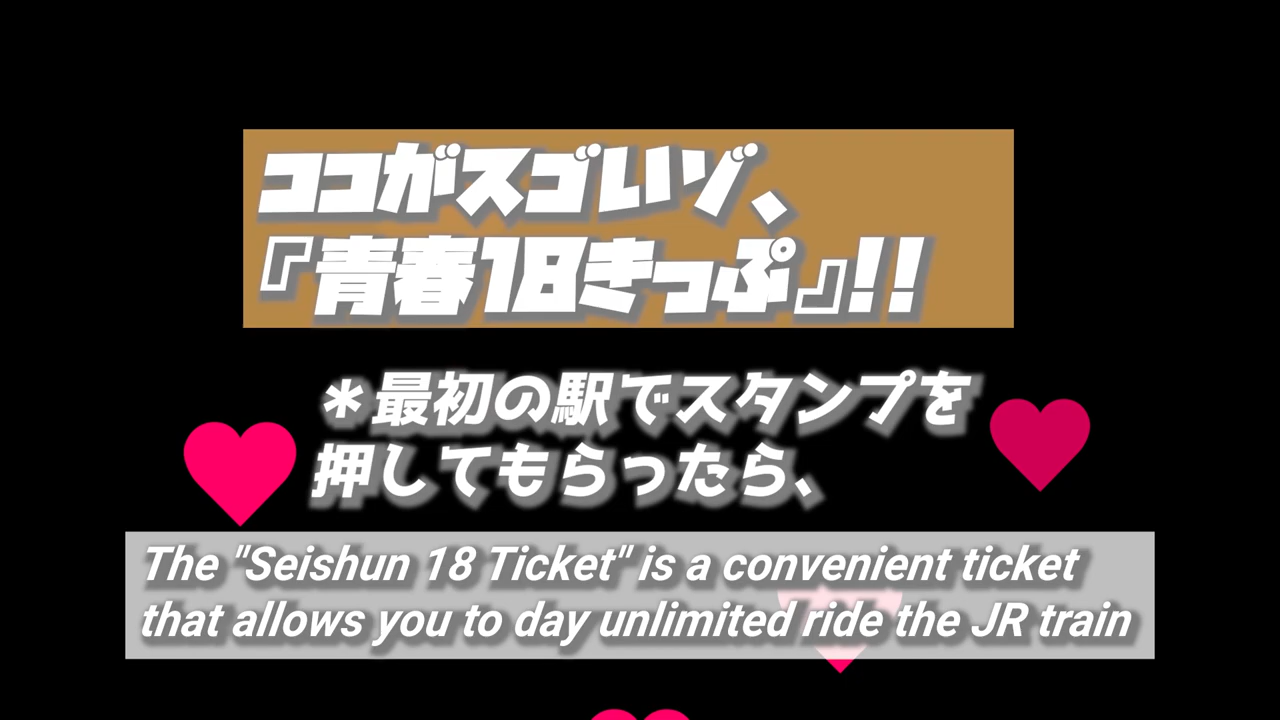 ココがスゴいゾ、
『青春18きっぷ』!!
＊最初の駅でスタンプを
押してもらったら、
The "Seishun 18 Ticket" is a convenient ticket
that allows you to day unlimited ride the JR train